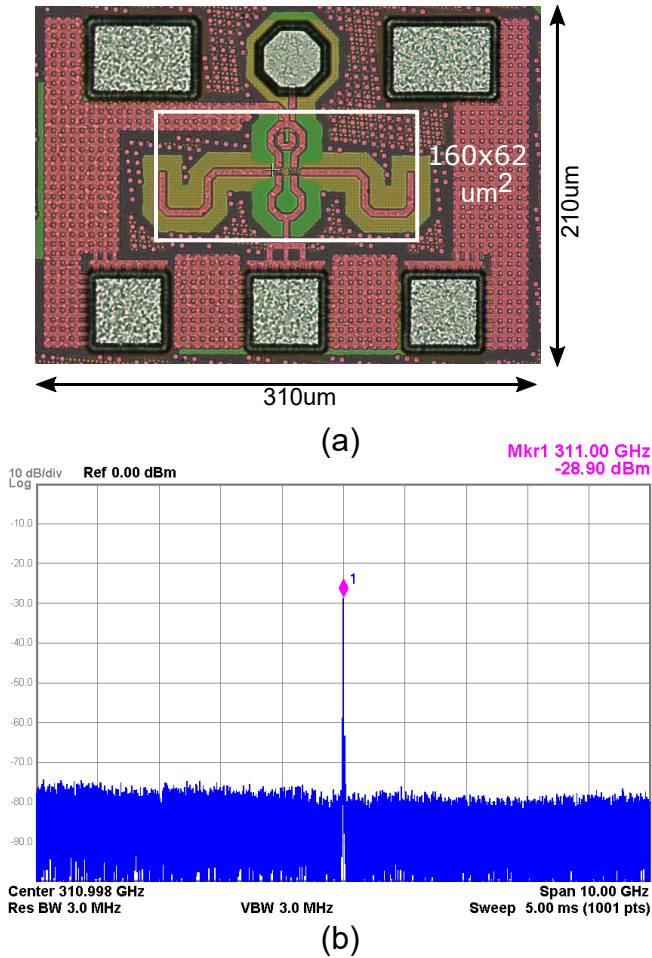 160x62
um2
210um
310um
(a)
Mkr1 311.00 GHz
-28.90 dBm
10 dB/div
Log
Ref 0.00 dBm
-10.0
-20.0
-30.0
-40.0
-50.0
-60.0
-70.0
-80.0
-90.0
1
Center 310.998 GHz
Span 10.00 GHz
Res BW 3.0 MHz
VBW 3.0 MHz
Sweep 5.00 ms (1001 pts)
(b)